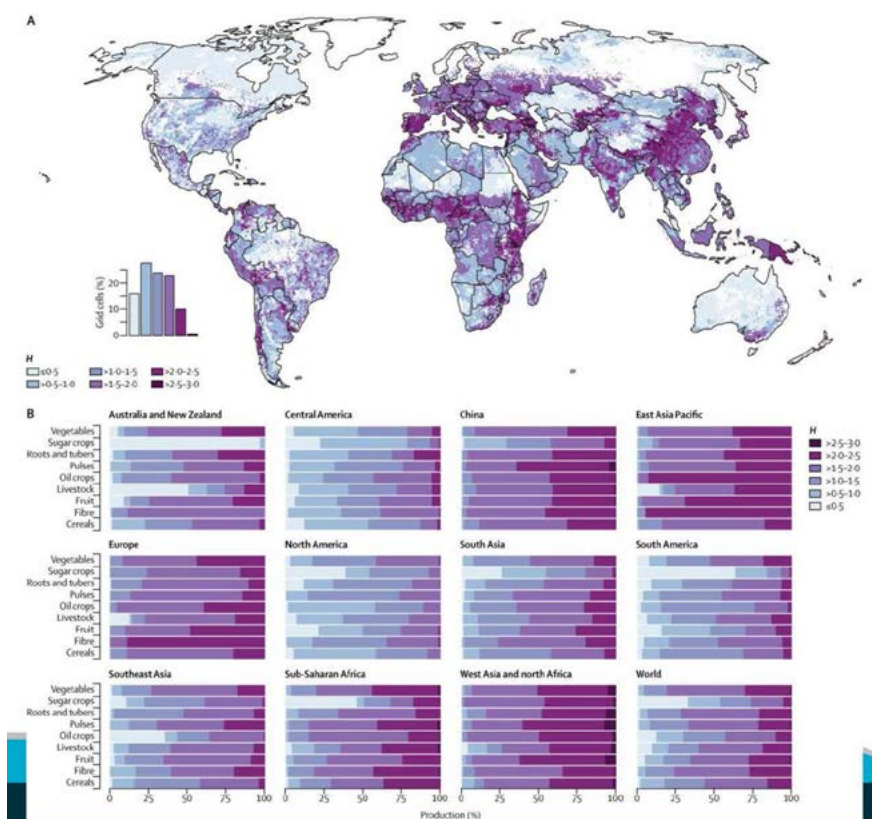 A
Grid cells (%)
20
10
0
H
≤0·5
>0·5–1·0
>1·0–1·5
>1·5–2·0
>2·0–2·5
>2·5–3·0
B
Australia and New Zealand
Central America
China
East Asia Pacific
Vegetables
Sugar crops
Roots and tubers
Pulses
Oil crops
Livestock
Fruit
Fibre
Cereals
H
>2·5–3·0
>2·0–2·5
>1·5–2·0
>1·0–1·5
>0·5–1·0
≤0·5
Europe
North America
South Asia
South America
Vegetables
Sugar crops
Roots and tubers
Pulses
Oil crops
Livestock
Fruit
Fibre
Cereals
Southeast Asia
Sub-Saharan Africa
West Asia and north Africa
World
Vegetables
Sugar crops
Roots and tubers
Pulses
Oil crops
Livestock
Fruit
Fibre
Cereals
0 25 50 75 100 0 25 50 75 100 0 25 50 75 100 0 25 50 75 100
Production (%)